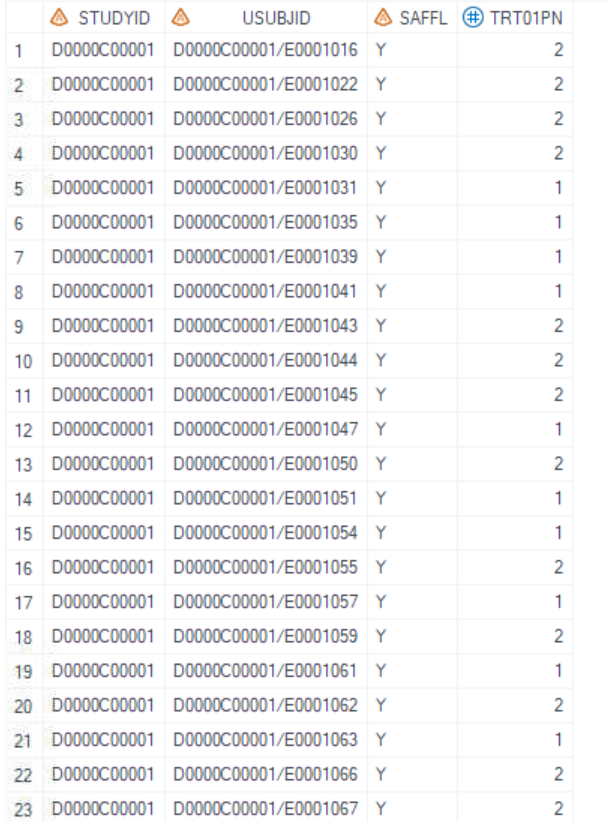 STUDYID USUBJID SAFFL TRT01PN
1 D0000C00001 D0000C00001/E0001016 Y 2
2 D0000C00001 D0000C00001/E0001022 Y 2
3 D0000C00001 D0000C00001/E0001026 Y 2
4 D0000C00001 D0000C00001/E0001030 Y 2
5 D0000C00001 D0000C00001/E0001031 Y 1
6 D0000C00001 D0000C00001/E0001035 Y 1
7 D0000C00001 D0000C00001/E0001039 Y 1
8 D0000C00001 D0000C00001/E0001041 Y 1
9 D0000C00001 D0000C00001/E0001043 Y 2
10 D0000C00001 D0000C00001/E0001044 Y 2
11 D0000C00001 D0000C00001/E0001045 Y 2
12 D0000C00001 D0000C00001/E0001047 Y 1
13 D0000C00001 D0000C00001/E0001050 Y 2
14 D0000C00001 D0000C00001/E0001051 Y 1
15 D0000C00001 D0000C00001/E0001054 Y 1
16 D0000C00001 D0000C00001/E0001055 Y 2
17 D0000C00001 D0000C00001/E0001057 Y 1
18 D0000C00001 D0000C00001/E0001059 Y 2
19 D0000C00001 D0000C00001/E0001061 Y 1
20 D0000C00001 D0000C00001/E0001062 Y 2
21 D0000C00001 D0000C00001/E0001063 Y 1
22 D0000C00001 D0000C00001/E0001066 Y 2
23 D0000C00001 D0000C00001/E0001067 Y 2